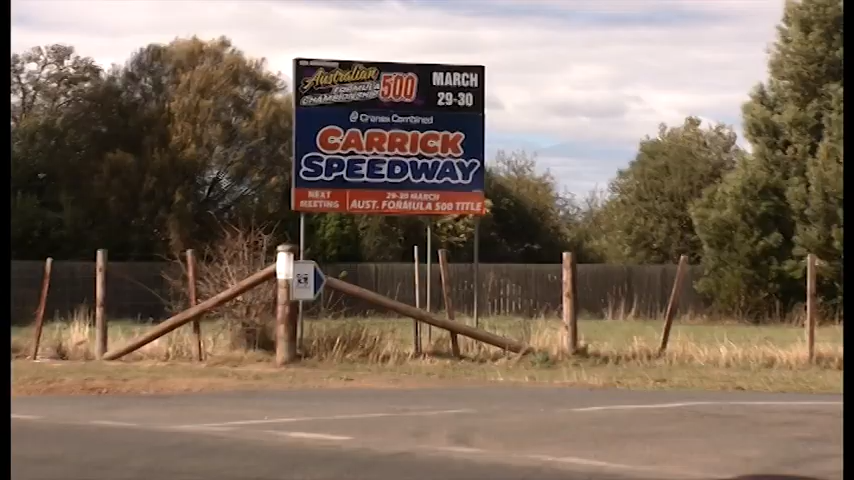 Australian
FORMULA 500
CHAMPIONSHIP
MARCH
29-30
@ Cranes Combined
CARRICK
SPEEDWAY
NEXT
MEETING
29-30 MARCH
AUST. FORMULA 500 TITLE